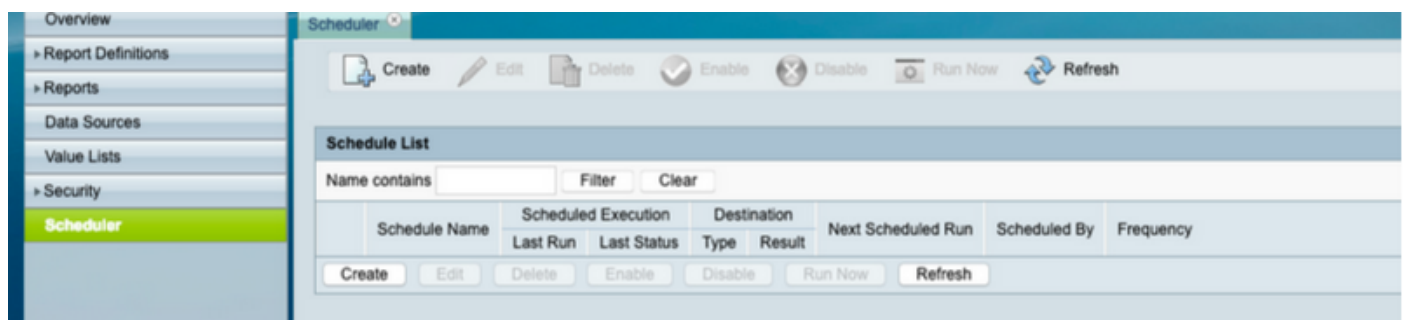 Overview
Report Definitions
Reports
Data Sources
Value Lists
Security
Scheduler
Scheduler
Create Edit Delete Enable Disable Run Now Refresh
Schedule List
Name contains Filter Clear
Schedule Name Scheduled Execution Destination Next Scheduled Run Scheduled By Frequency
Last Run Last Status Type Result
Create Edit Delete Enable Disable Run Now Refresh